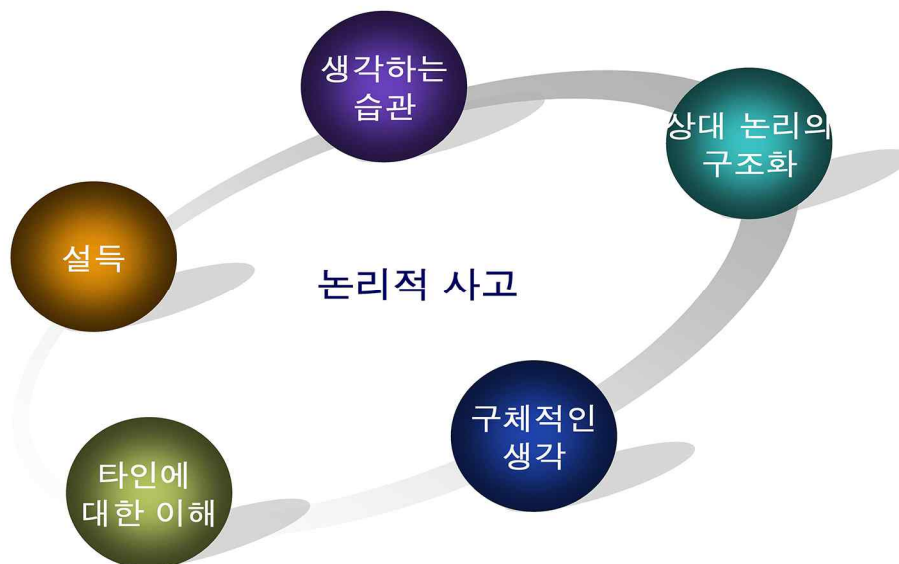 생각하는
습관
상대 논리의
구조화
설득
논리적 사고
구체적인
생각
타인에
대한 이해